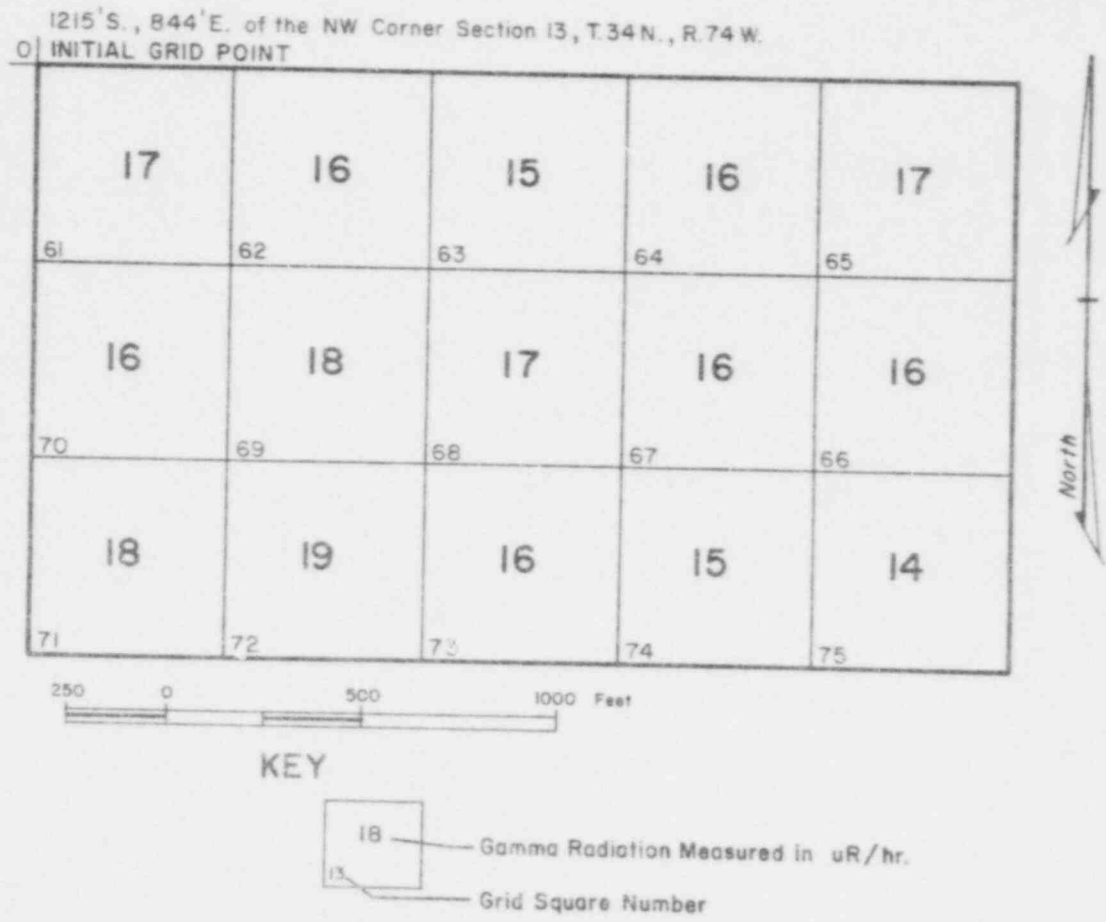 1215'S., 844'E. of the NW Corner Section 13, T.34N., R.74W.
0 INITIAL GRID POINT
17 16 15 16 17
61 62 63 64 65
16 18 17 16 16
70 69 68 67 66
North
18 19 16 15 14
71 72 73 74 75
250 0 500 1000 Feet
KEY
18 Gamma Radiation Measured in uR/hr.
13 Grid Square Number